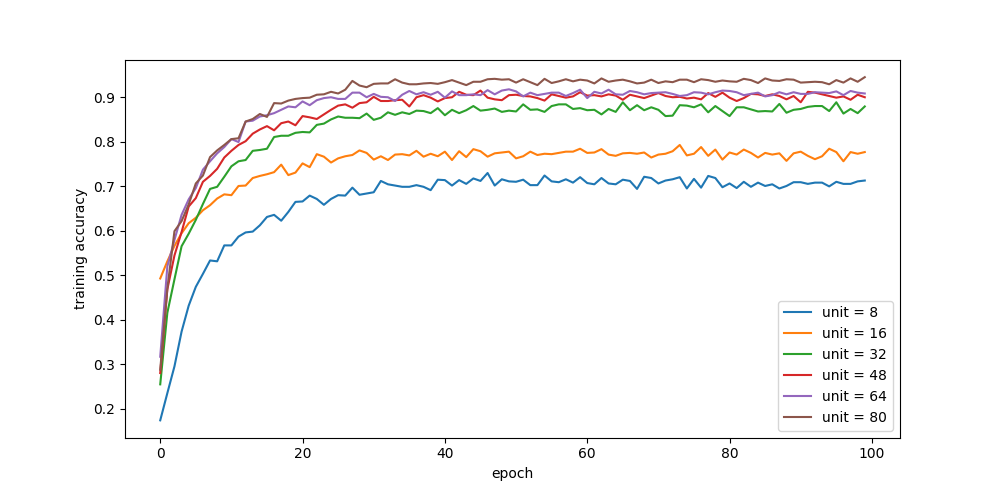 training accuracy
0.9
0.8
0.7
0.6
0.5
0.4
0.3
0.2
0 20 40 60 80 100
epoch
unit = 8
unit = 16
unit = 32
unit = 48
unit = 64
unit = 80